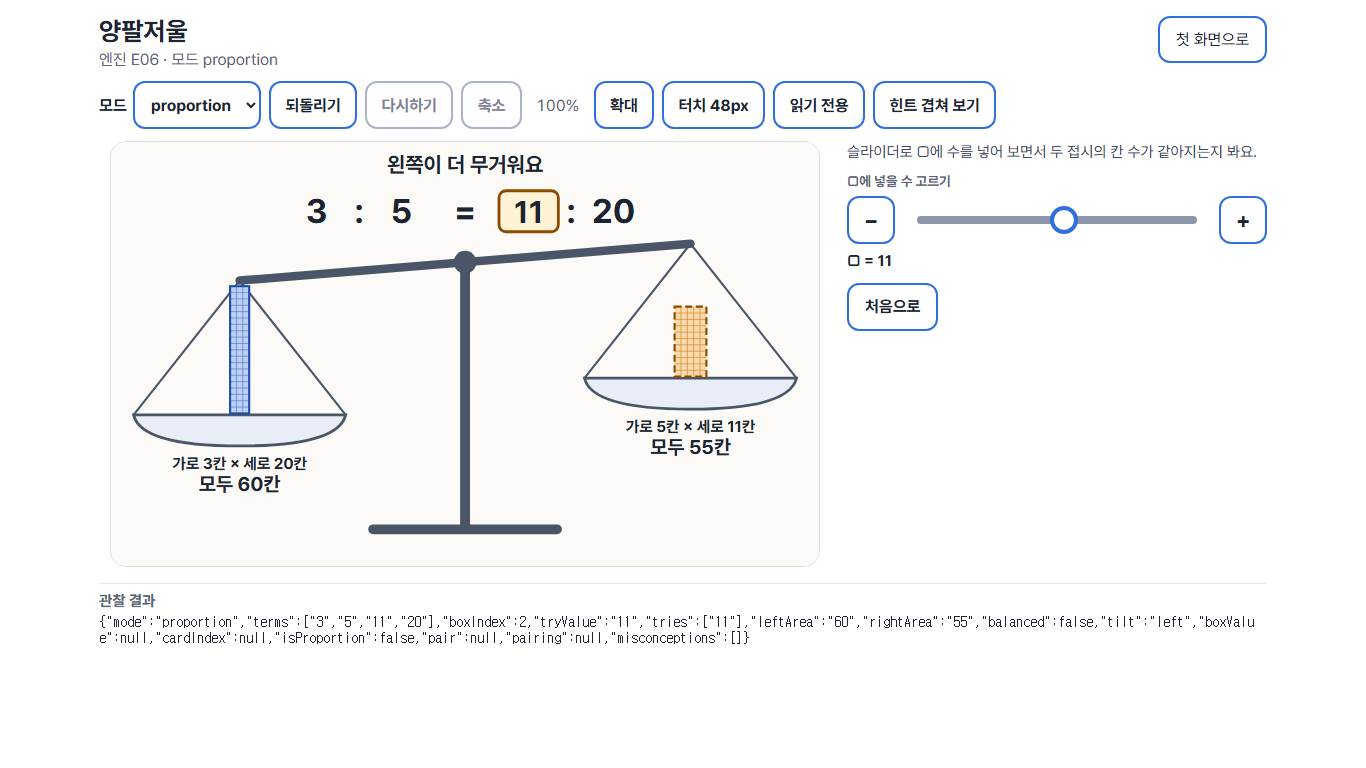 양팔저울
엔진 E06 · 모드 proportion
첫 화면으로
모드 proportion 되돌리기 다시하기 축소 100% 확대 터치 48px 읽기 전용 힌트 겹쳐 보기
왼쪽이 더 무거워요
3 : 5 = 11 : 20
가로 3칸 × 세로 20칸
모두 60칸
가로 5칸 × 세로 11칸
모두 55칸
슬라이더로 □에 수를 넣어 보면서 두 접시의 칸 수가 같아지는지 봐요.
□에 넣을 수 고르기
− +
□ = 11
처음으로
관찰 결과
{"mode":"proportion","terms":["3","5","11","20"],"boxIndex":2,"tryValue":"11","tries":["11"],"leftArea":"60","rightArea":"55","balanced":false,"tilt":"left","boxValu
e":null,"cardIndex":null,"isProportion":false,"pair":null,"pairing":null,"misconceptions":[]}